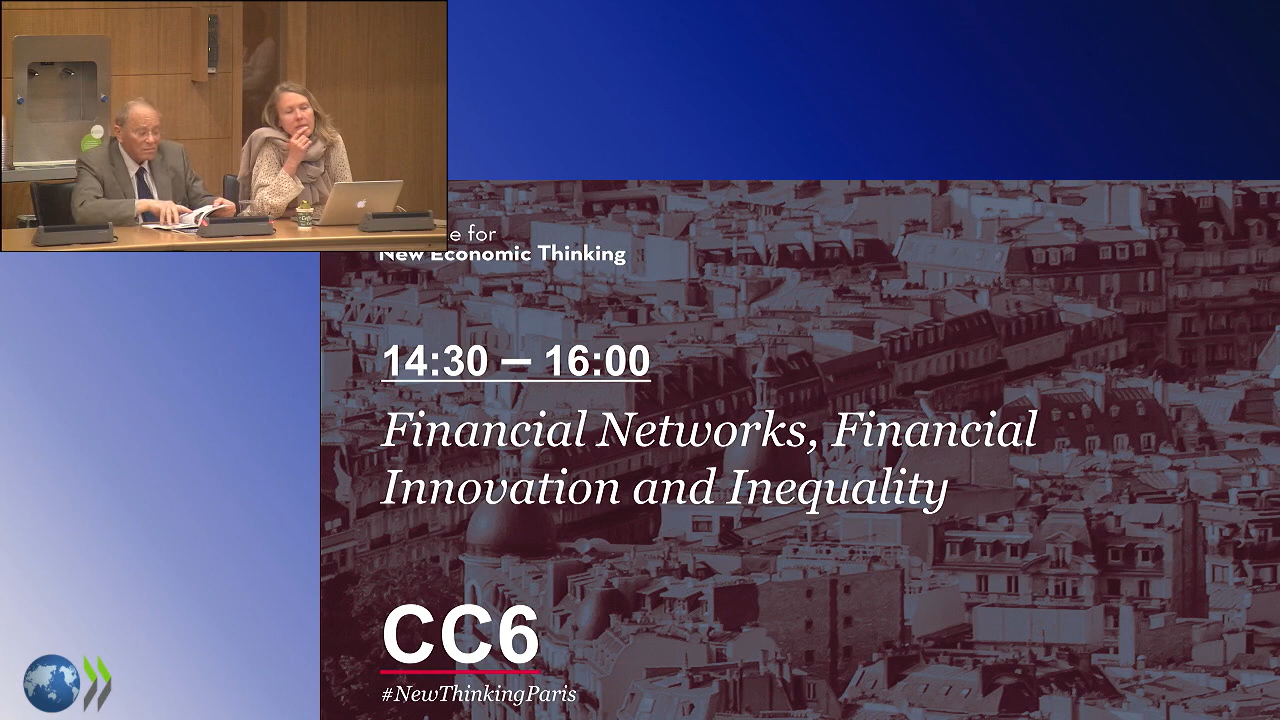 e for
New Economic Thinking
14:30 — 16:00
Financial Networks, Financial
Innovation and Inequality
CC6
#NewThinkingParis